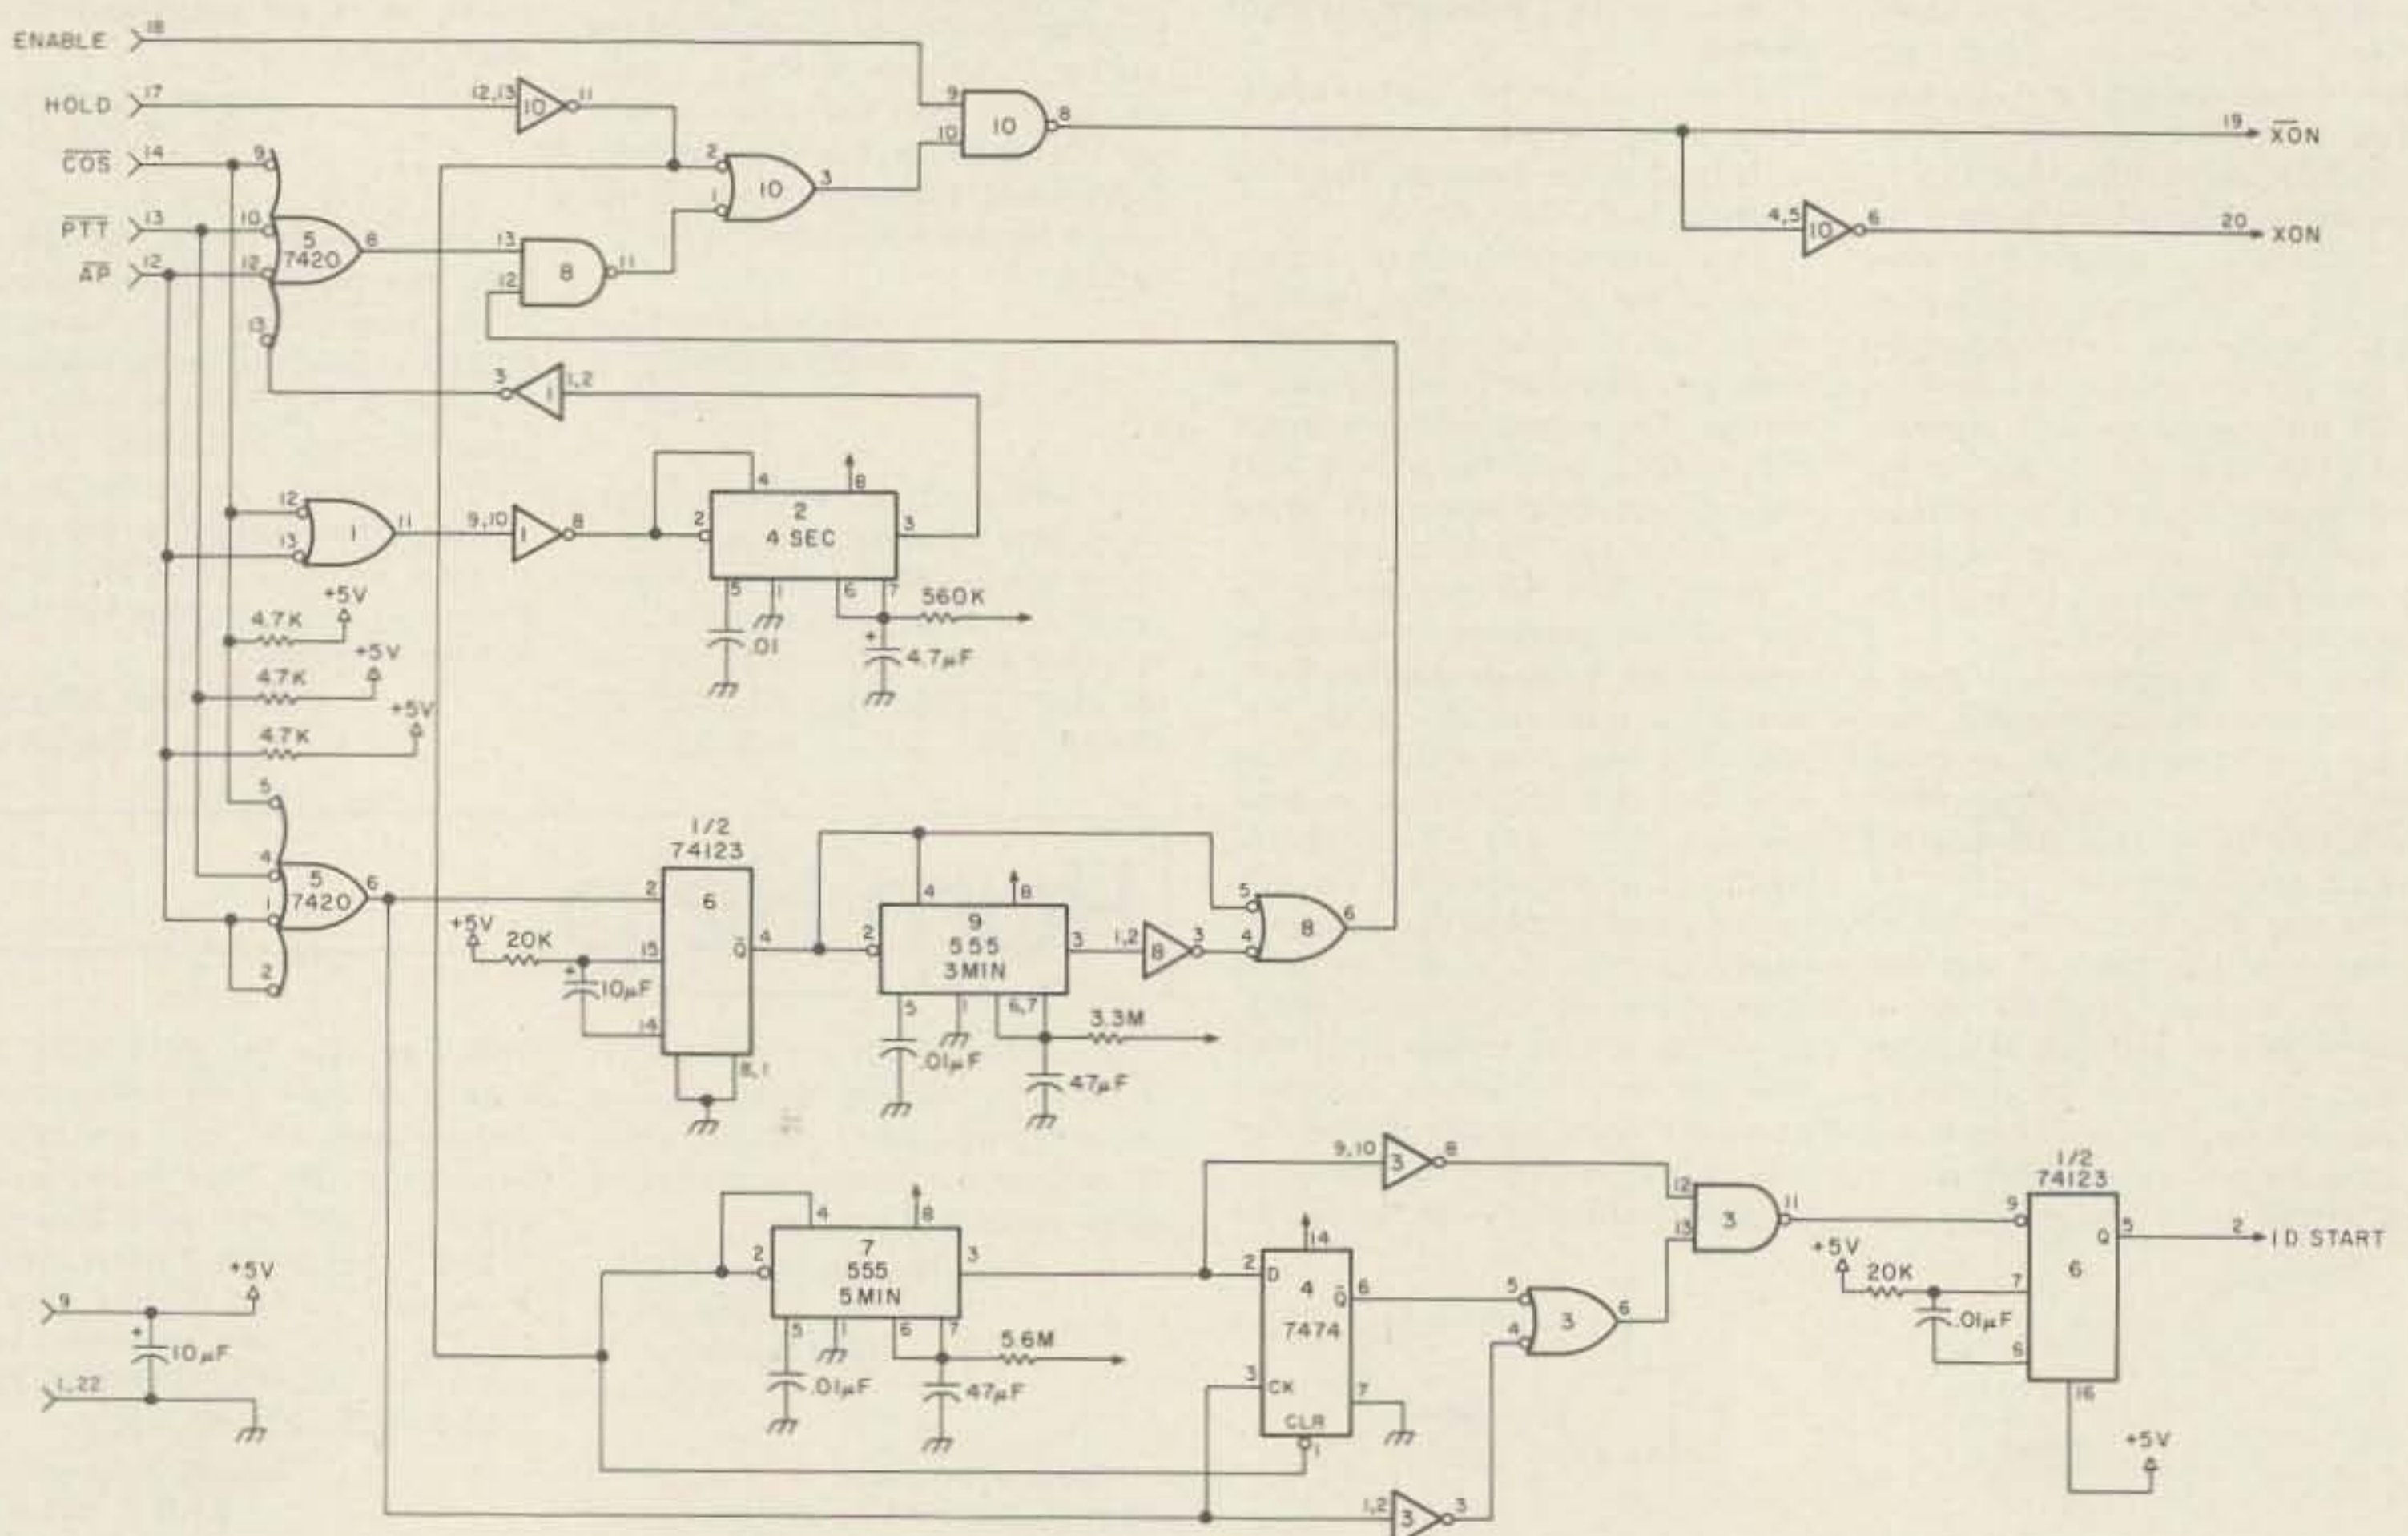 ENABLE 18
HOLD 17 12,13 10 11
9 10 10 8
19 XON
COS 14 9
2 1 10 3
PTT 13 10
4,5 10 6 20 XON
5 7420 8
AP 12 12
13 12 8 11
13
3 1 1,2
12 13 1 11
9,10 1 8
2 4 8 3
2
4 SEC
5 1 6 7
560K
.01
4.7µF
4.7K +5V
4.7K +5V
4.7K +5V
5
4
5 7420 6
1
2
1/2
74123
2 6
+5V 20K 15
10µF
14
Q 4
8,1
4 8
2 9 3
555
3MIN
5 1 6,7
3.3M
.01µF
47µF
1,2 8 3
5 4 8 6
9,10 3 8
12 13 3 11
1/2
74123
9 Q 5
6
2 ID START
+5V 20K 7
.01µF
6
16
+5V
4 8
2 7 3
555
5MIN
5 1 6 7
5.6M
.01µF
47µF
14
2 D 4 Q 6
7474
3 CK 7
CLR
1
5 4 3 6
1,2 3 3
9 +5V
10µF
1,22